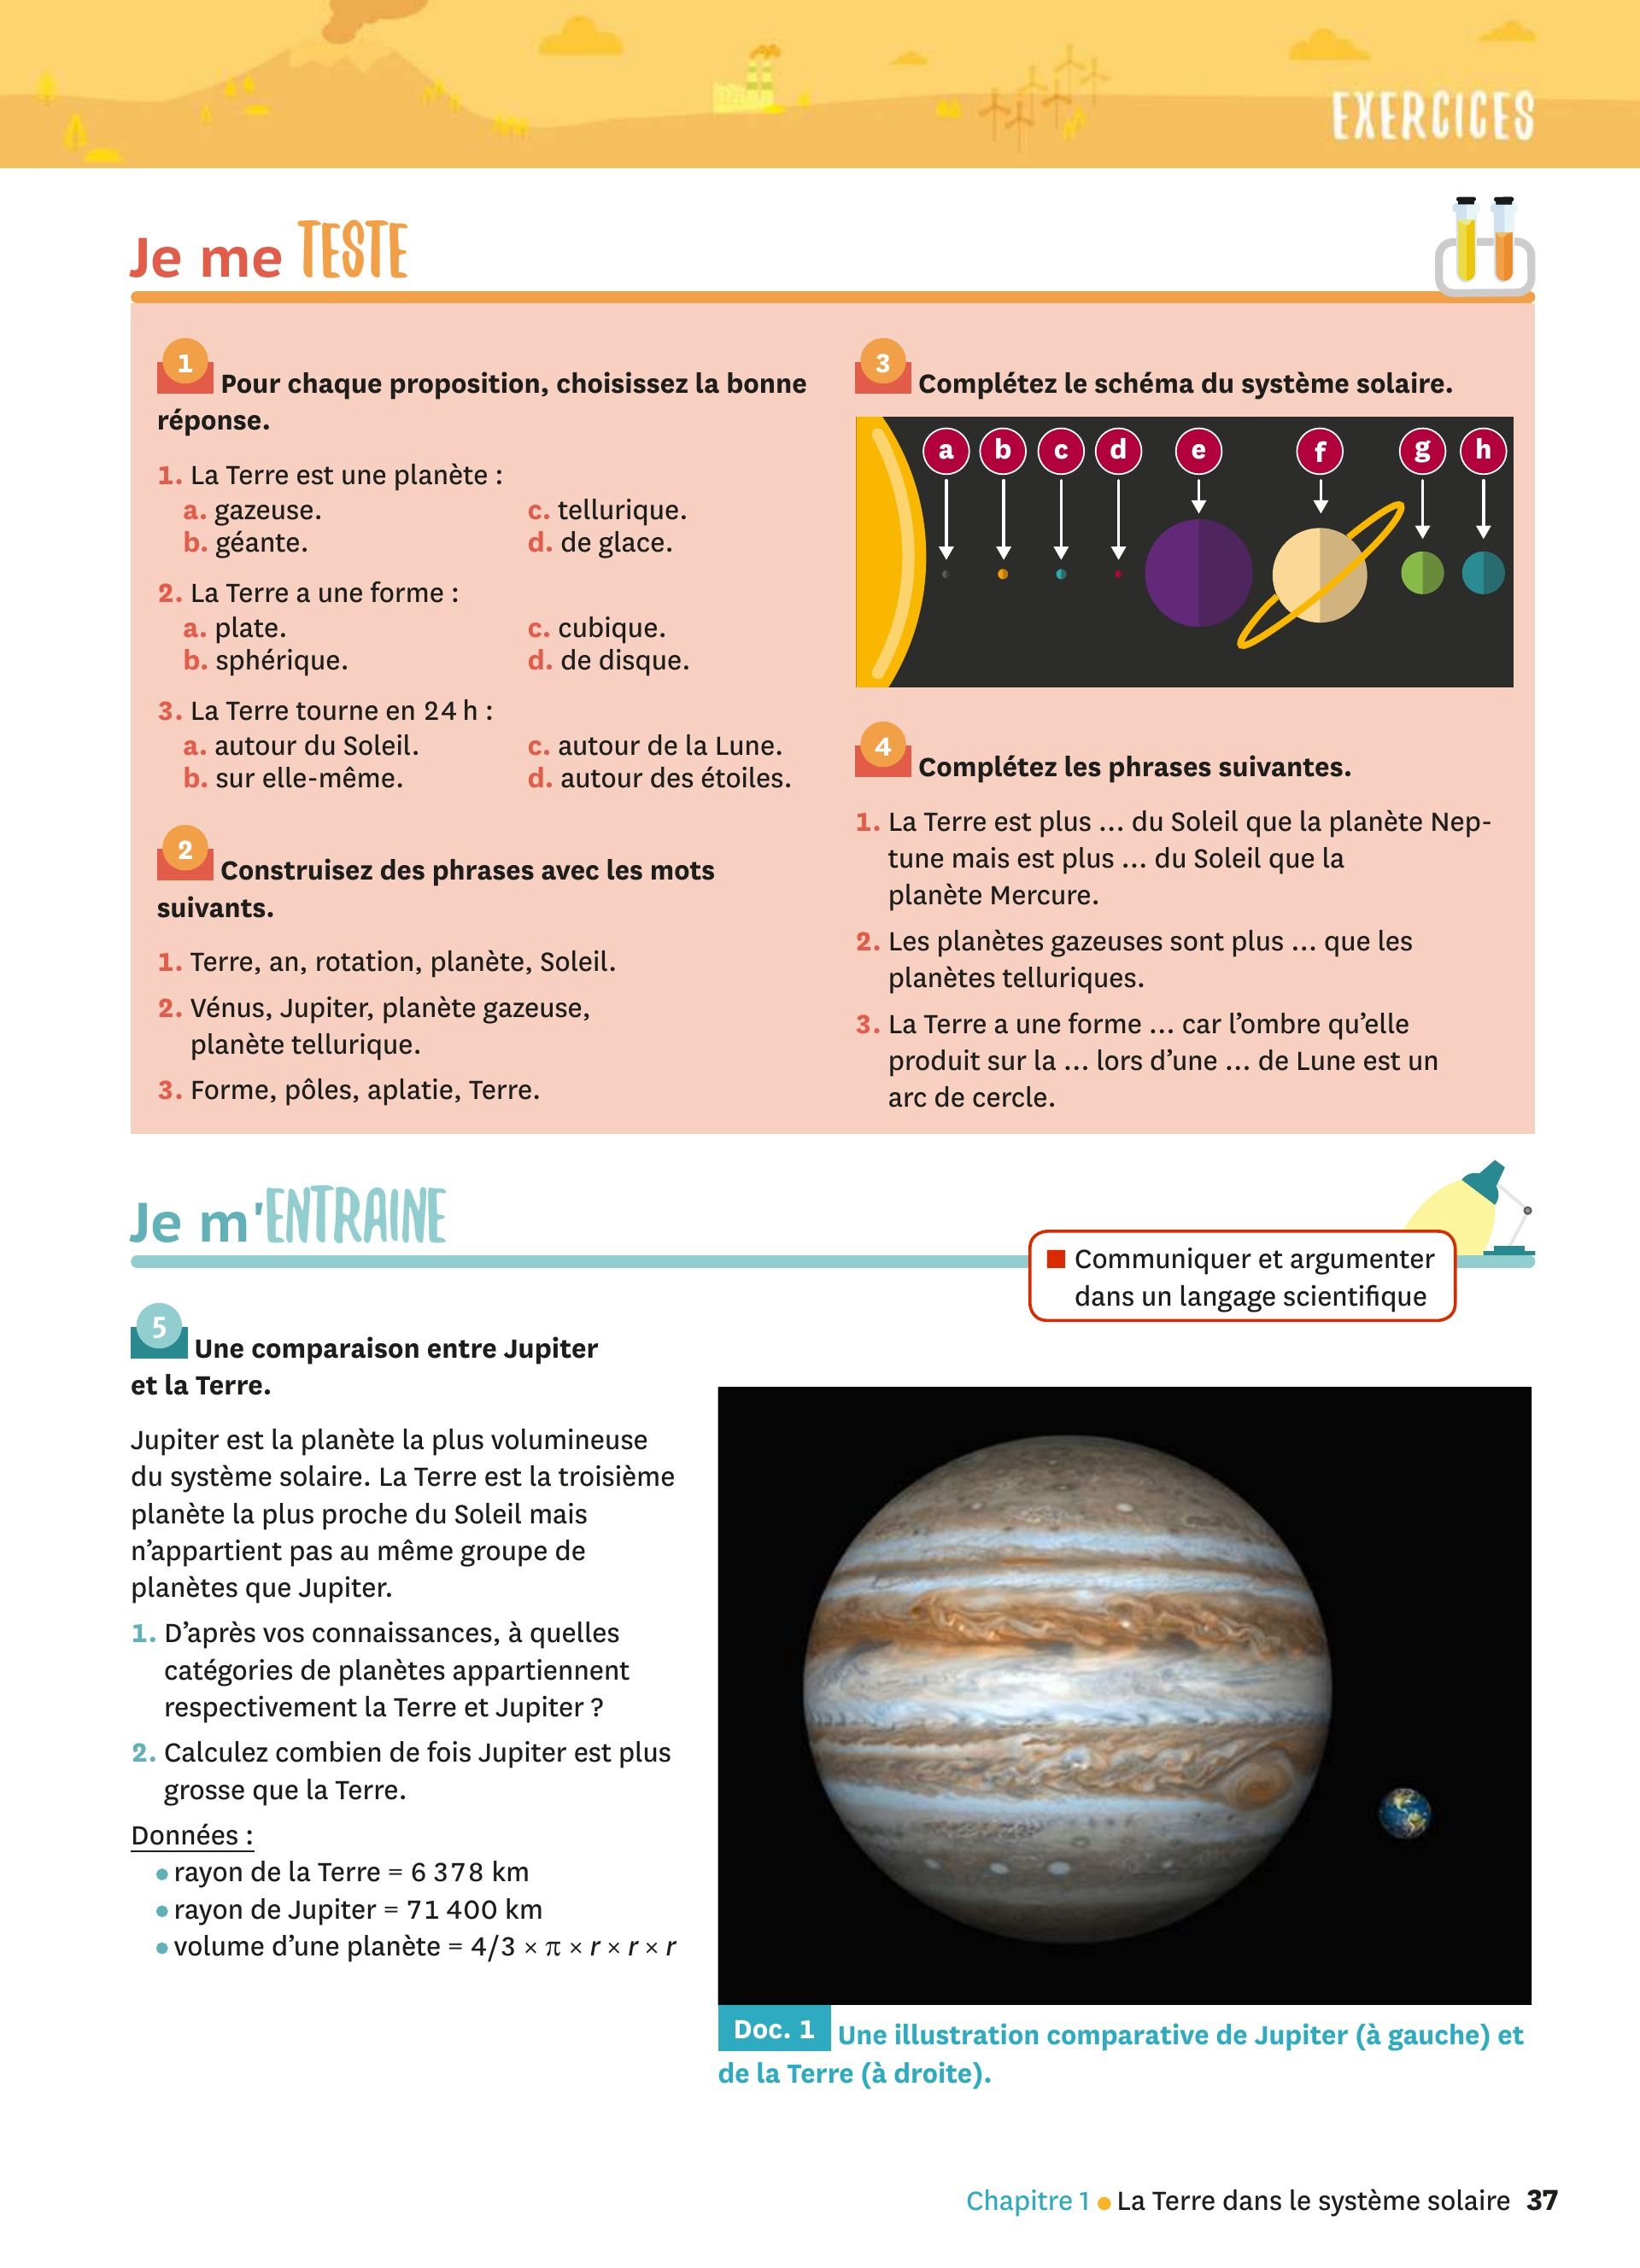 EXERCICES
Je me TESTE
1 Pour chaque proposition, choisissez la bonne
réponse.
1. La Terre est une planète :
a. gazeuse. c. tellurique.
b. géante. d. de glace.
2. La Terre a une forme :
a. plate. c. cubique.
b. sphérique. d. de disque.
3. La Terre tourne en 24 h :
a. autour du Soleil. c. autour de la Lune.
b. sur elle-même. d. autour des étoiles.
2 Construisez des phrases avec les mots
suivants.
1. Terre, an, rotation, planète, Soleil.
2. Vénus, Jupiter, planète gazeuse,
planète tellurique.
3. Forme, pôles, aplatie, Terre.
3 Complétez le schéma du système solaire.
a b c d e f g h
4 Complétez les phrases suivantes.
1. La Terre est plus ... du Soleil que la planète Nep-
tune mais est plus ... du Soleil que la
planète Mercure.
2. Les planètes gazeuses sont plus ... que les
planètes telluriques.
3. La Terre a une forme ... car l’ombre qu’elle
produit sur la ... lors d’une ... de Lune est un
arc de cercle.
Je m'ENTRAINE
Communiquer et argumenter
dans un langage scientifique
5 Une comparaison entre Jupiter
et la Terre.
Jupiter est la planète la plus volumineuse
du système solaire. La Terre est la troisième
planète la plus proche du Soleil mais
n’appartient pas au même groupe de
planètes que Jupiter.
1. D’après vos connaissances, à quelles
catégories de planètes appartiennent
respectivement la Terre et Jupiter ?
2. Calculez combien de fois Jupiter est plus
grosse que la Terre.
Données :
• rayon de la Terre = 6 378 km
• rayon de Jupiter = 71 400 km
• volume d’une planète = 4/3 × π × r × r × r
Doc. 1 Une illustration comparative de Jupiter (à gauche) et
de la Terre (à droite).
Chapitre 1 • La Terre dans le système solaire 37